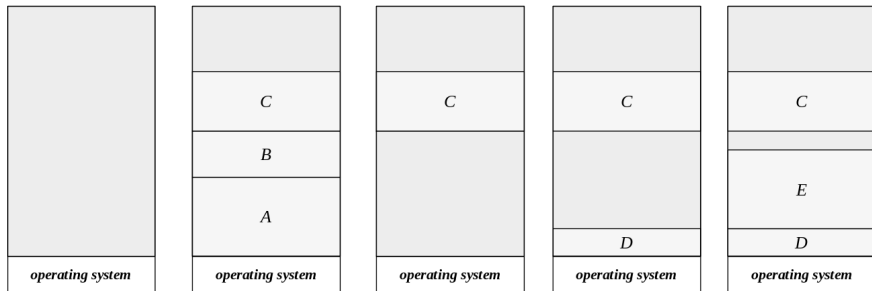 C
B
A
operating system
operating system
C
operating system
C
D
operating system
C
E
D
operating system